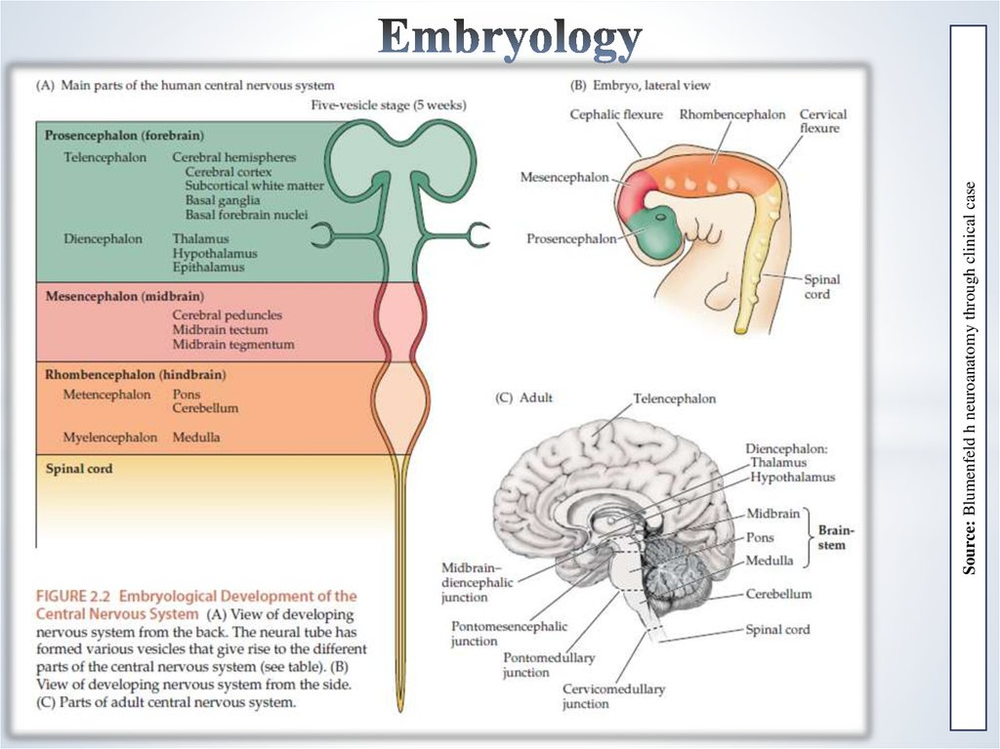 Embryology
(A) Main parts of the human central nervous system
Five-vesicle stage (5 weeks)
Prosencephalon (forebrain)
Telencephalon Cerebral hemispheres
Cerebral cortex
Subcortical white matter
Basal ganglia
Basal forebrain nuclei
Diencephalon Thalamus
Hypothalamus
Epithalamus
Mesencephalon (midbrain)
Cerebral peduncles
Midbrain tectum
Midbrain tegmentum
Rhombencephalon (hindbrain)
Metencephalon Pons
Cerebellum
Myelencephalon Medulla
Spinal cord
FIGURE 2.2 Embryological Development of the
Central Nervous System (A) View of developing
nervous system from the back. The neural tube has
formed various vesicles that give rise to the different
parts of the central nervous system (see table). (B)
View of developing nervous system from the side.
(C) Parts of adult central nervous system.
(B) Embryo, lateral view
Cephalic flexure Rhombencephalon Cervical
flexure
Mesencephalon
Prosencephalon
Spinal
cord
(C) Adult
Telencephalon
Diencephalon:
Thalamus
Hypothalamus
Midbrain
Pons
Medulla
Brain-
stem
Cerebellum
Spinal cord
Midbrain–
diencephalic
junction
Pontomesencephalic
junction
Pontomedullary
junction
Cervicomedullary
junction
Source: Blumenfeld h neuroanatomy through clinical case